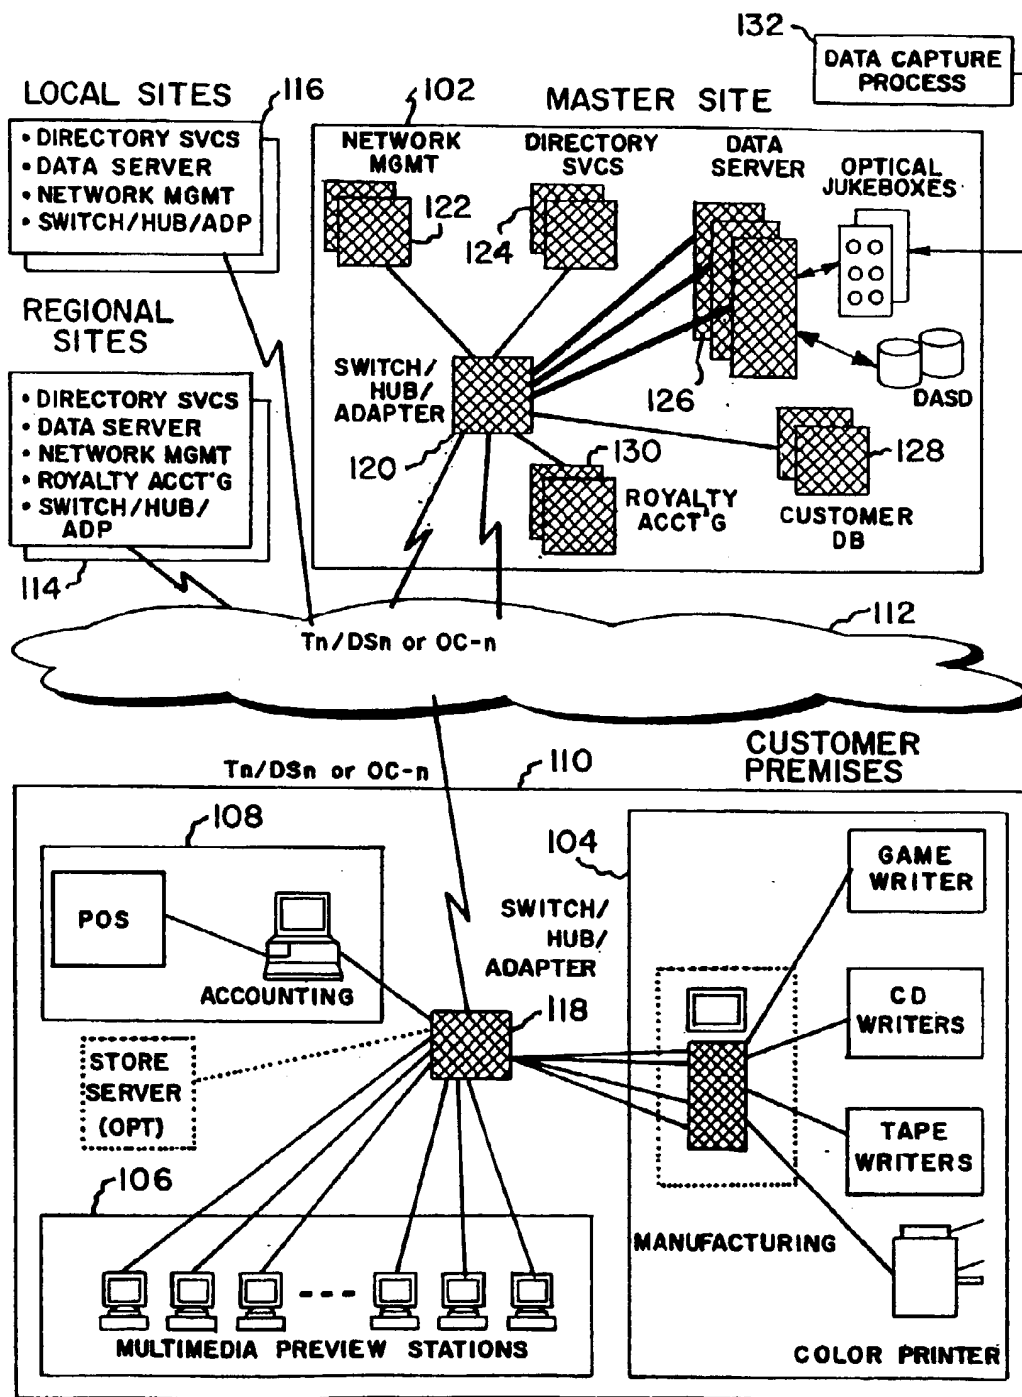 132
DATA CAPTURE
PROCESS
LOCAL SITES
116
• DIRECTORY SVCS
• DATA SERVER
• NETWORK MGMT
• SWITCH/HUB/ADP
102
MASTER SITE
NETWORK
MGMT
DIRECTORY
SVCS
DATA
SERVER
OPTICAL
JUKEBOXES
122
124
REGIONAL
SITES
• DIRECTORY SVCS
• DATA SERVER
• NETWORK MGMT
• ROYALTY ACCT'G
• SWITCH/HUB/
ADP
114
SWITCH/
HUB/
ADAPTER
120
126
DASD
128
130
ROYALTY
ACCT'G
CUSTOMER
DB
112
Tn/DSn or OC-n
CUSTOMER
PREMISES
Tn/DSn or OC-n
110
108
POS
ACCOUNTING
SWITCH/
HUB/
ADAPTER
118
104
GAME
WRITER
CD
WRITERS
TAPE
WRITERS
STORE
SERVER
(OPT)
106
MANUFACTURING
MULTIMEDIA PREVIEW STATIONS
COLOR PRINTER